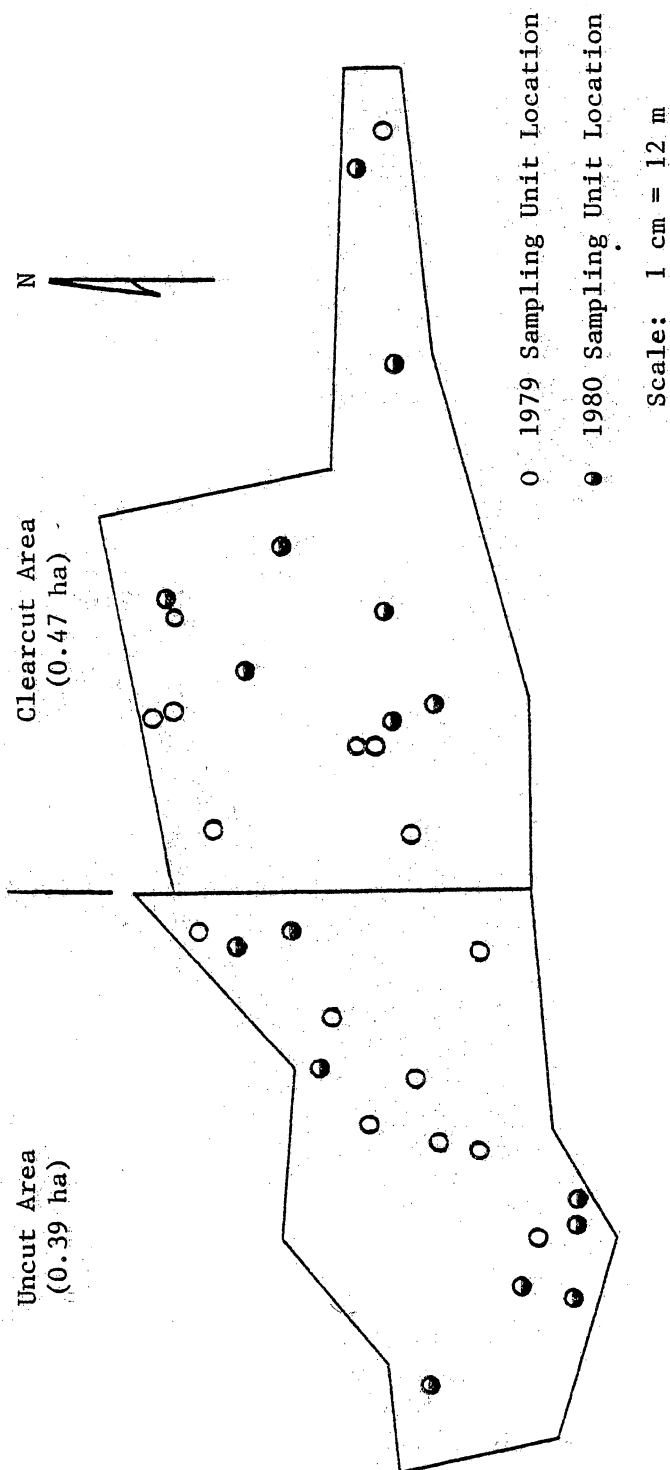 Uncut Area
(0.39 ha)
Clearcut Area
(0.47 ha)
N
O 1979 Sampling Unit Location
1980 Sampling Unit Location
Scale: 1 cm = 12 m